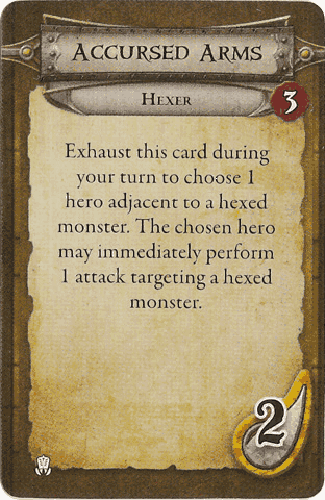 ACCURSED ARMS
HEXER
3
Exhaust this card during
your turn to choose 1
hero adjacent to a hexed
monster. The chosen hero
may immediately perform
1 attack targeting a hexed
monster.
2